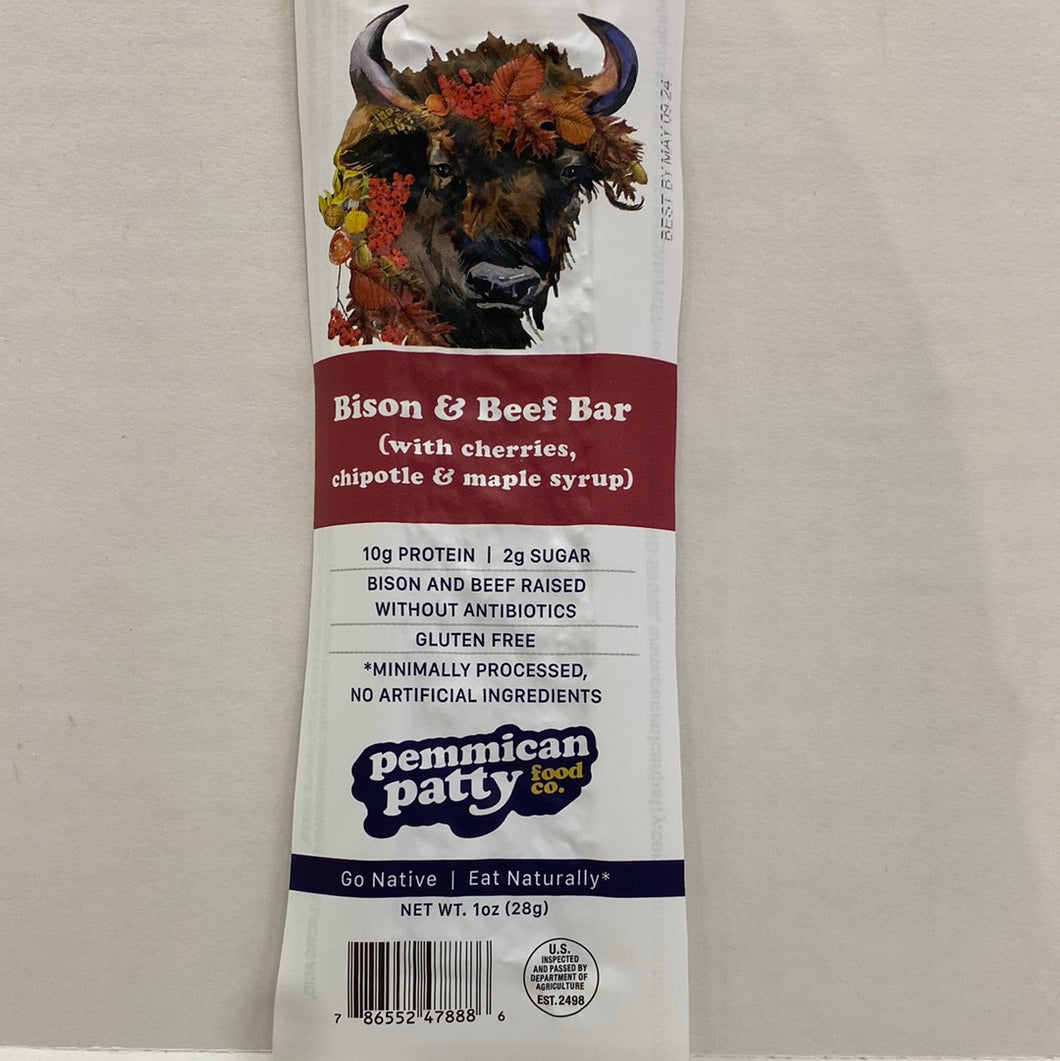 BEST BY MAY 09 24
Bison & Beef Bar
(with cherries,
chipotle & maple syrup)
10g PROTEIN | 2g SUGAR
BISON AND BEEF RAISED
WITHOUT ANTIBIOTICS
GLUTEN FREE
*MINIMALLY PROCESSED,
NO ARTIFICIAL INGREDIENTS
pemmican
patty food
co.
Go Native | Eat Naturally*
NET WT. 1oz (28g)
7 86552 47888 6
U.S.
INSPECTED
AND PASSED BY
DEPARTMENT OF
AGRICULTURE
EST. 2498